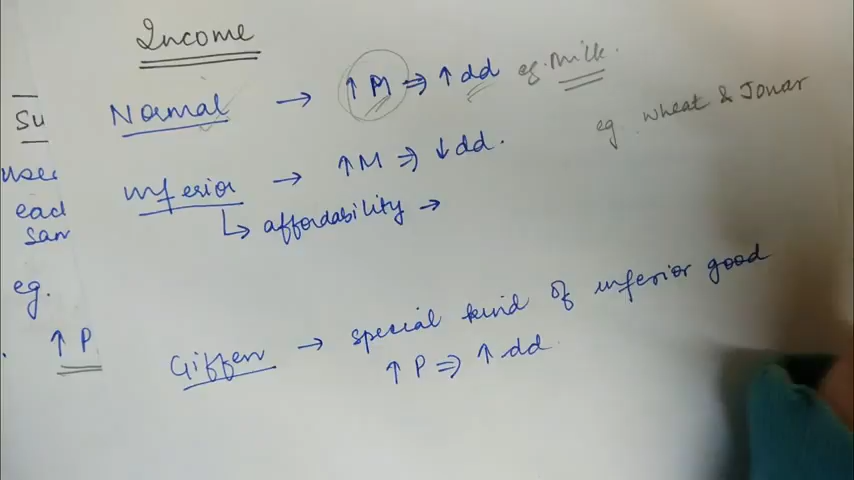 Income
Normal → ↑ M ⇒ ↑ dd eg. Milk.
eg. Wheat & Jowar
Inferior → ↑ M ⇒ ↓ dd.
↳ affordability →
Giffen → special kind of inferior good
↑ P ⇒ ↑ dd
Su
eg.
↑ P